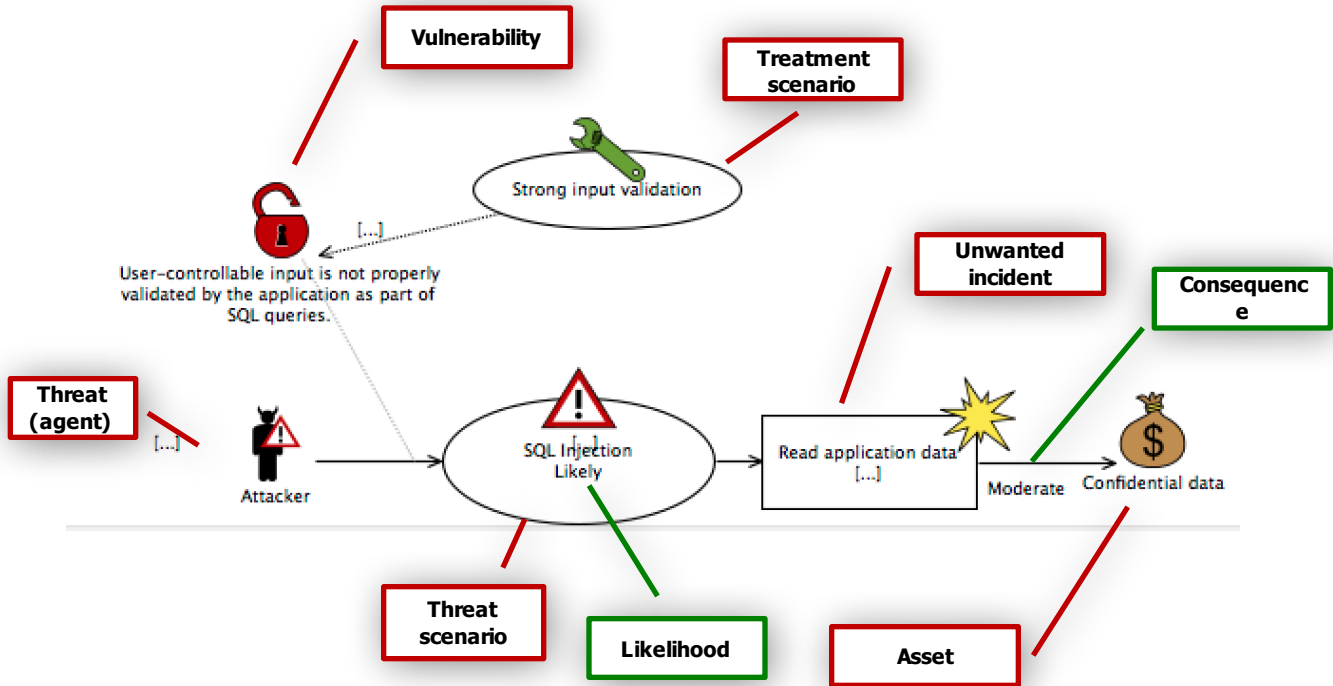 Vulnerability
Treatment
scenario
Strong input validation
[...]
User-controllable input is not properly
validated by the application as part of
SQL queries.
Unwanted
incident
Consequenc
e
Threat
(agent)
[...]
Attacker
SQL Injection
[...]
Likely
Read application data
[...]
Moderate
Confidential data
Threat
scenario
Likelihood
Asset